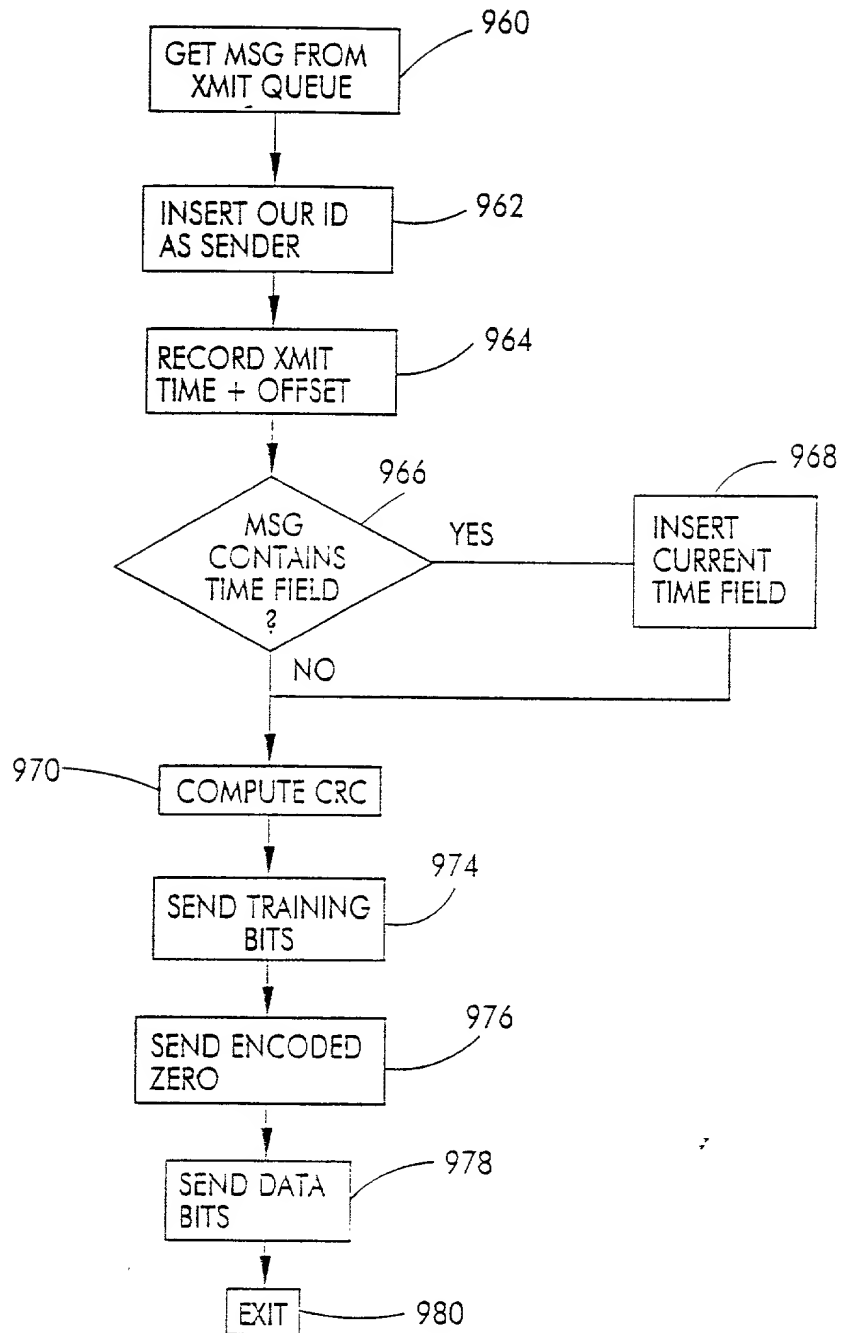 960
GET MSG FROM
XMIT QUEUE
962
INSERT OUR ID
AS SENDER
964
RECORD XMIT
TIME + OFFSET
966
968
MSG
CONTAINS
TIME FIELD
?
YES
INSERT
CURRENT
TIME FIELD
NO
970
COMPUTE CRC
974
SEND TRAINING
BITS
976
SEND ENCODED
ZERO
978
SEND DATA
BITS
EXIT
980